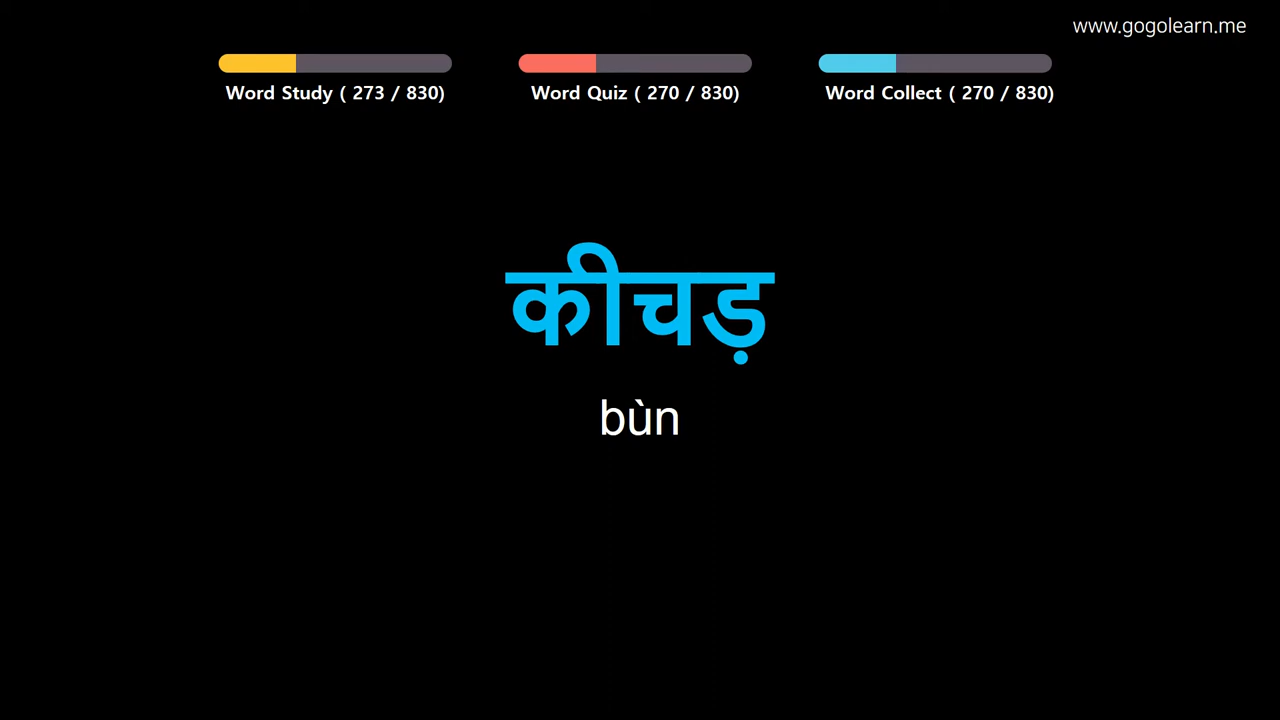 www.gogolearn.me
Word Study ( 273 / 830)
Word Quiz ( 270 / 830)
Word Collect ( 270 / 830)
कीचड़
bùn